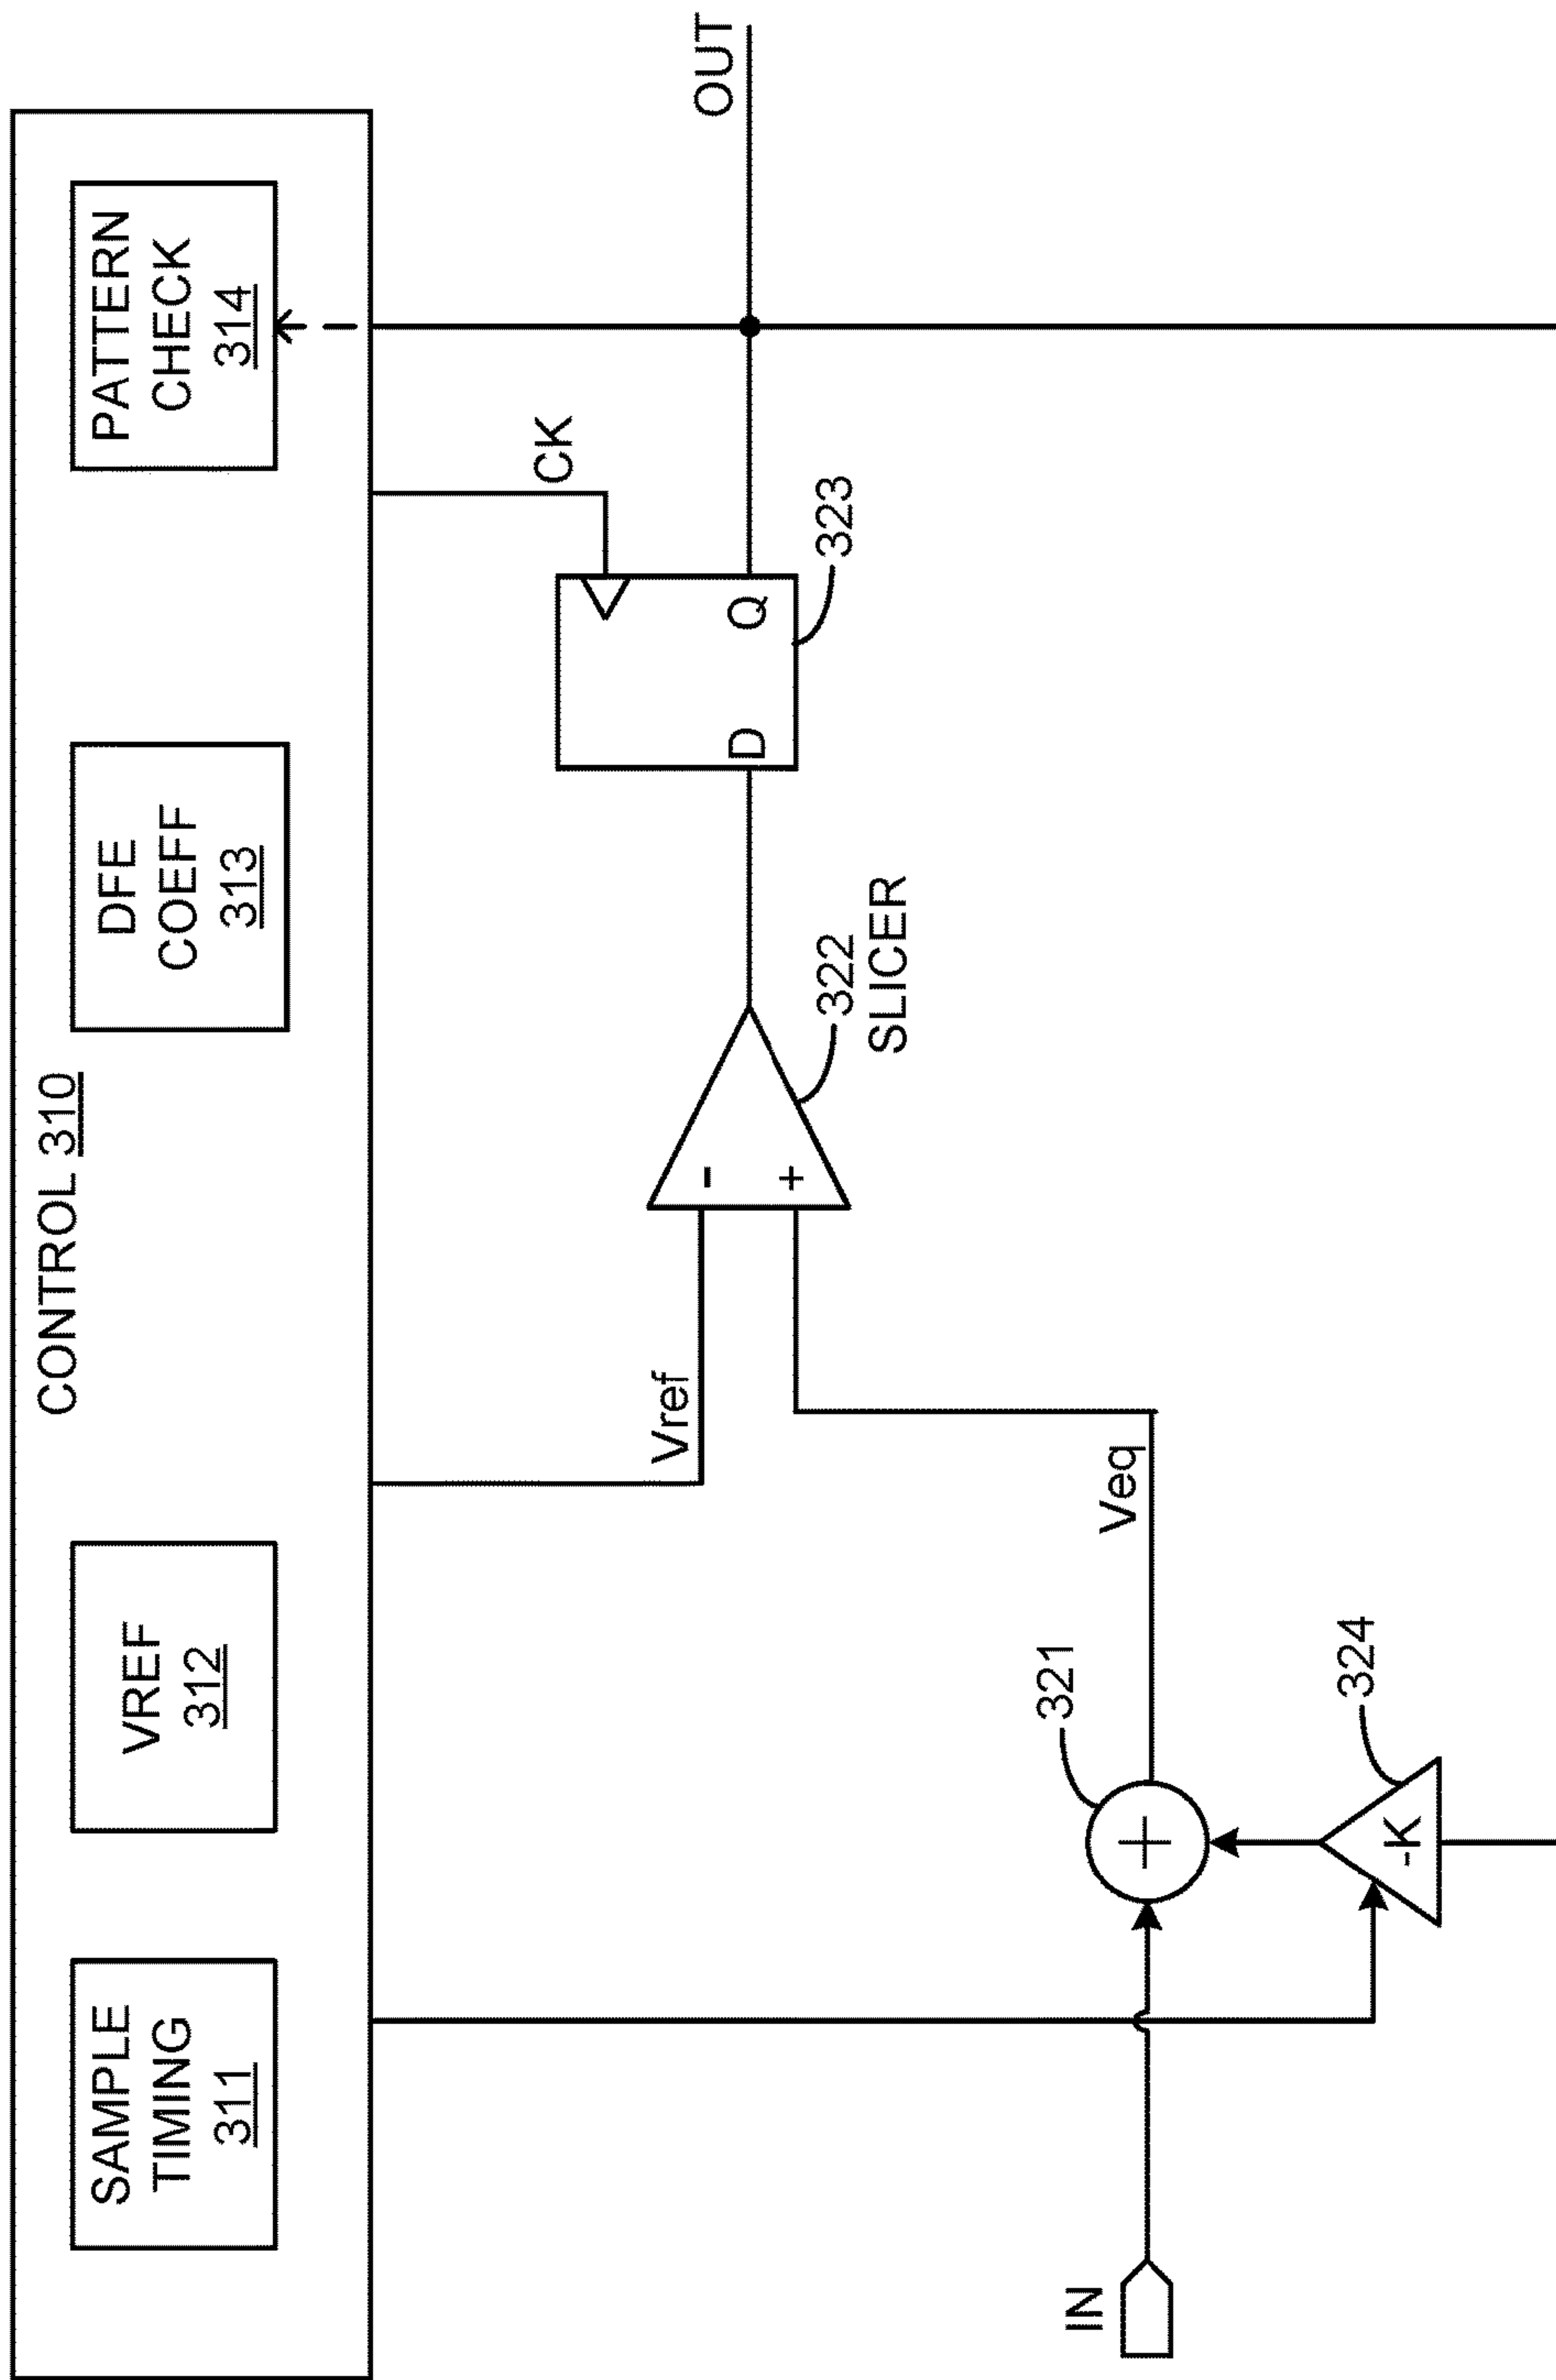 CONTROL 310
SAMPLE
TIMING
311
VREF
312
DFE
COEFF
313
PATTERN
CHECK
314
Vref
CK
OUT
-
+
D
Q
323
322
SLICER
Veq
321
IN
+
-K
324